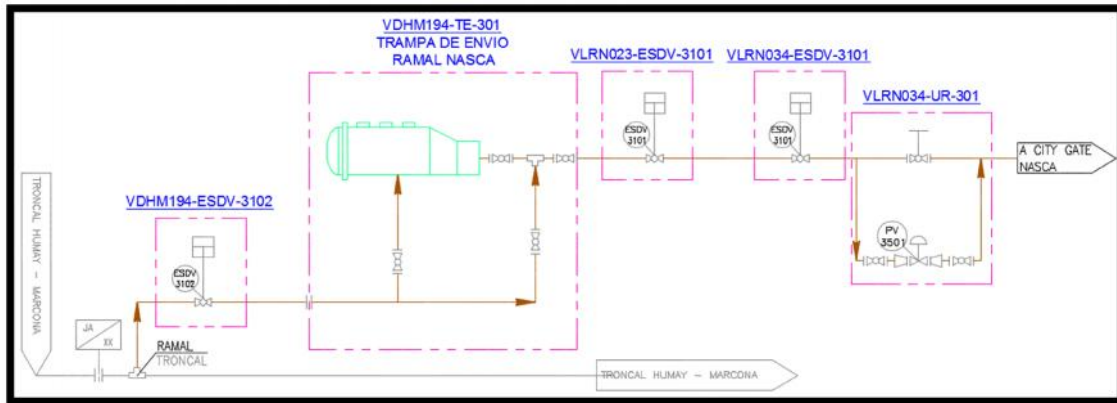 VDHM194-TE-301
TRAMPA DE ENVIO
RAMAL NASCA
VLRN023-ESDV-3101
VLRN034-ESDV-3101
VLRN034-UR-301
ESDV
3101
ESDV
3101
A CITY GATE
NASCA
TRONCAL HUMAY – MARCONA
VDHM194-ESDV-3102
PV
3501
ESDV
3102
JA
XX
RAMAL
TRONCAL
TRONCAL HUMAY – MARCONA